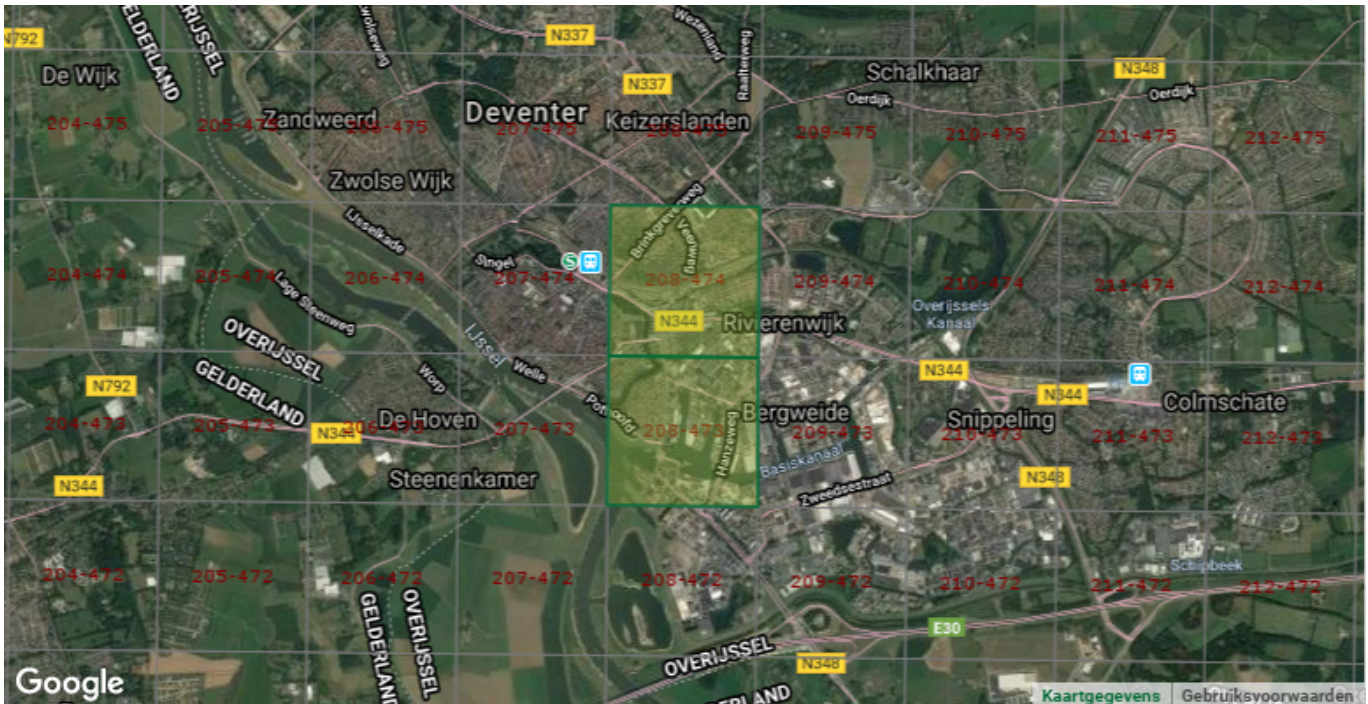 N792
GELDERLAND
OVERIJSSEL
N337
Wezenland
Raalterweg
De Wijk
N337
Schalkhaar
N348
Oerdijk
Oerdijk
Zandweerd
Deventer
Keizerslanden
204-475
205-475
206-475
207-475
208-475
209-475
210-475
211-475
212-475
Zwolse Wijk
IJsselkade
Brinkgreverweg
Veenweg
Singel
S
204-474
205-474
206-474
207-474
208-474
209-474
210-474
211-474
212-474
Lage Steenweg
Overijssels
Kanaal
OVERIJSSEL
N344
Rivierenwijk
IJssel
GELDERLAND
Worp
Welle
N344
N792
N344
Pothoofd
De Hoven
Bergweide
Snippeling
Colmschate
204-473
205-473
N344
206-473
207-473
208-473
209-473
210-473
211-473
212-473
Hanzeweg
Basiskanaal
Steenenkamer
N344
Zweedsestraat
N348
Schipbeek
204-472
205-472
206-472
207-472
208-472
209-472
210-472
211-472
212-472
GELDERLAND
OVERIJSSEL
E30
OVERIJSSEL
N348
Google
Kaartgegevens
Gebruiksvoorwaarden